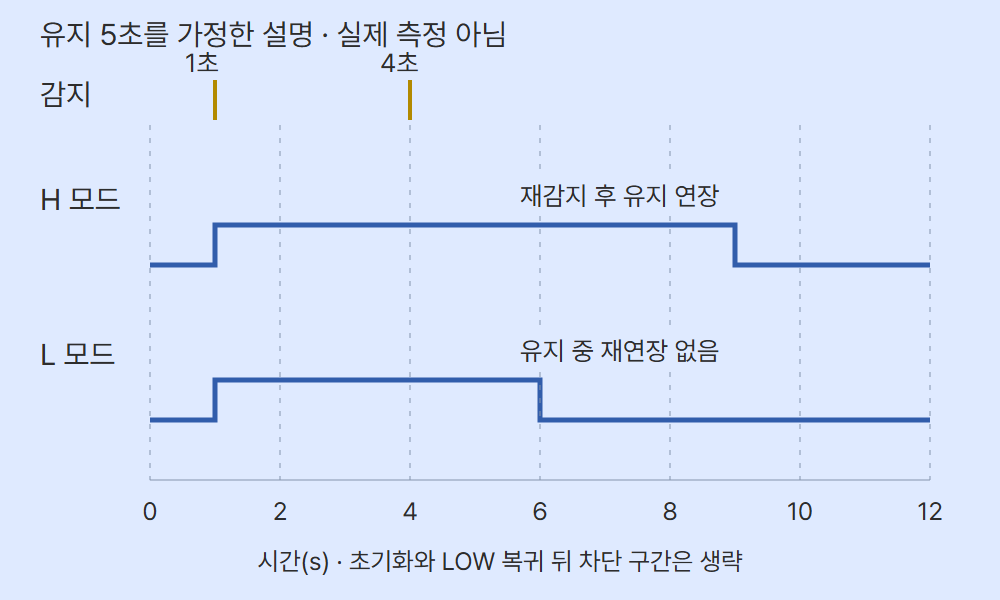 유지 5초를 가정한 설명 · 실제 측정 아님
1초
4초
감지
H 모드
재감지 후 유지 연장
L 모드
유지 중 재연장 없음
0 2 4 6 8 10 12
시간(s) · 초기화와 LOW 복귀 뒤 차단 구간은 생략